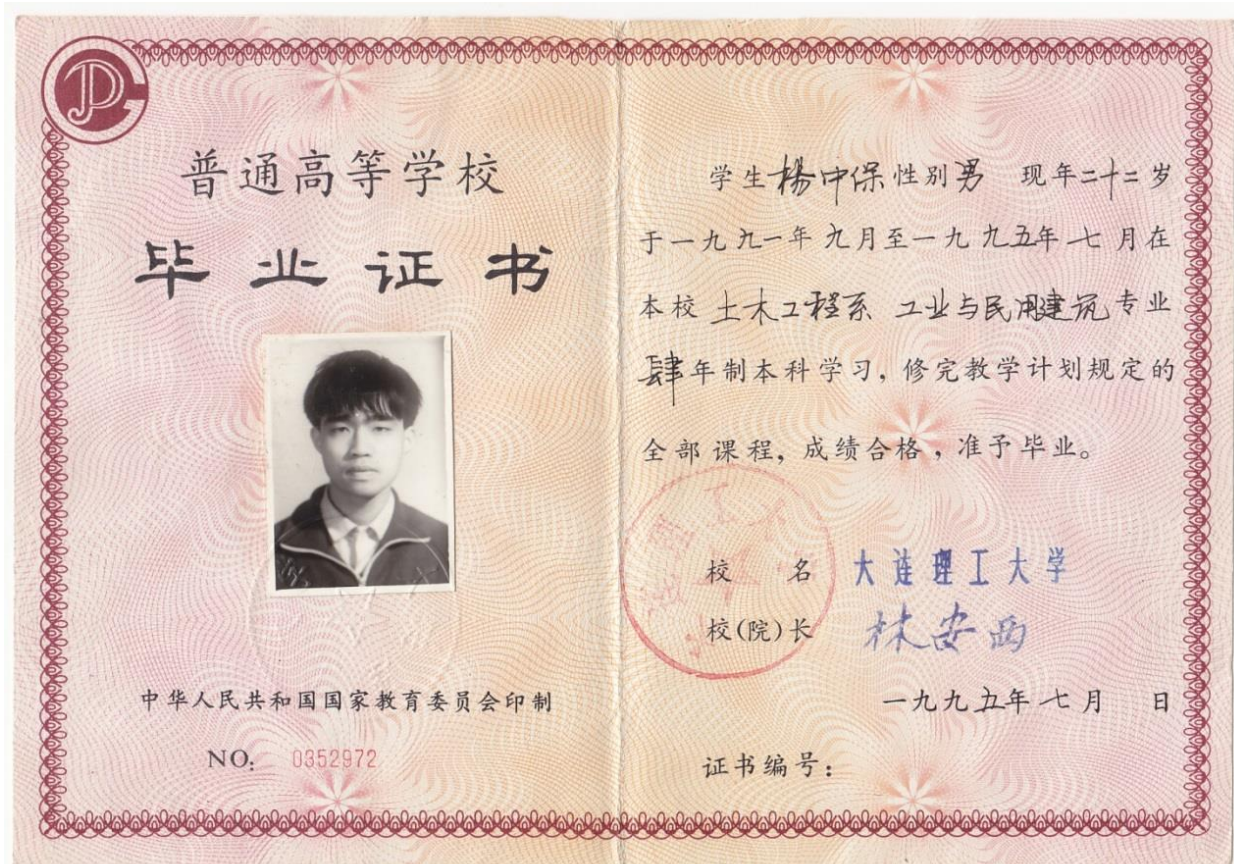 普通高等学校
毕业证书
中华人民共和国国家教育委员会印制
NO: 0352972
学生楊中保性别男 现年二十二岁
于一九九一年九月至一九九五年七月在
本校 土木工程系 工业与民用建筑专业
肆年制本科学习，修完教学计划规定的
全部课程，成绩合格，准予毕业。
校 名 大连理工大学
校(院)长 林安西
一九九五年七月 日
证书编号：